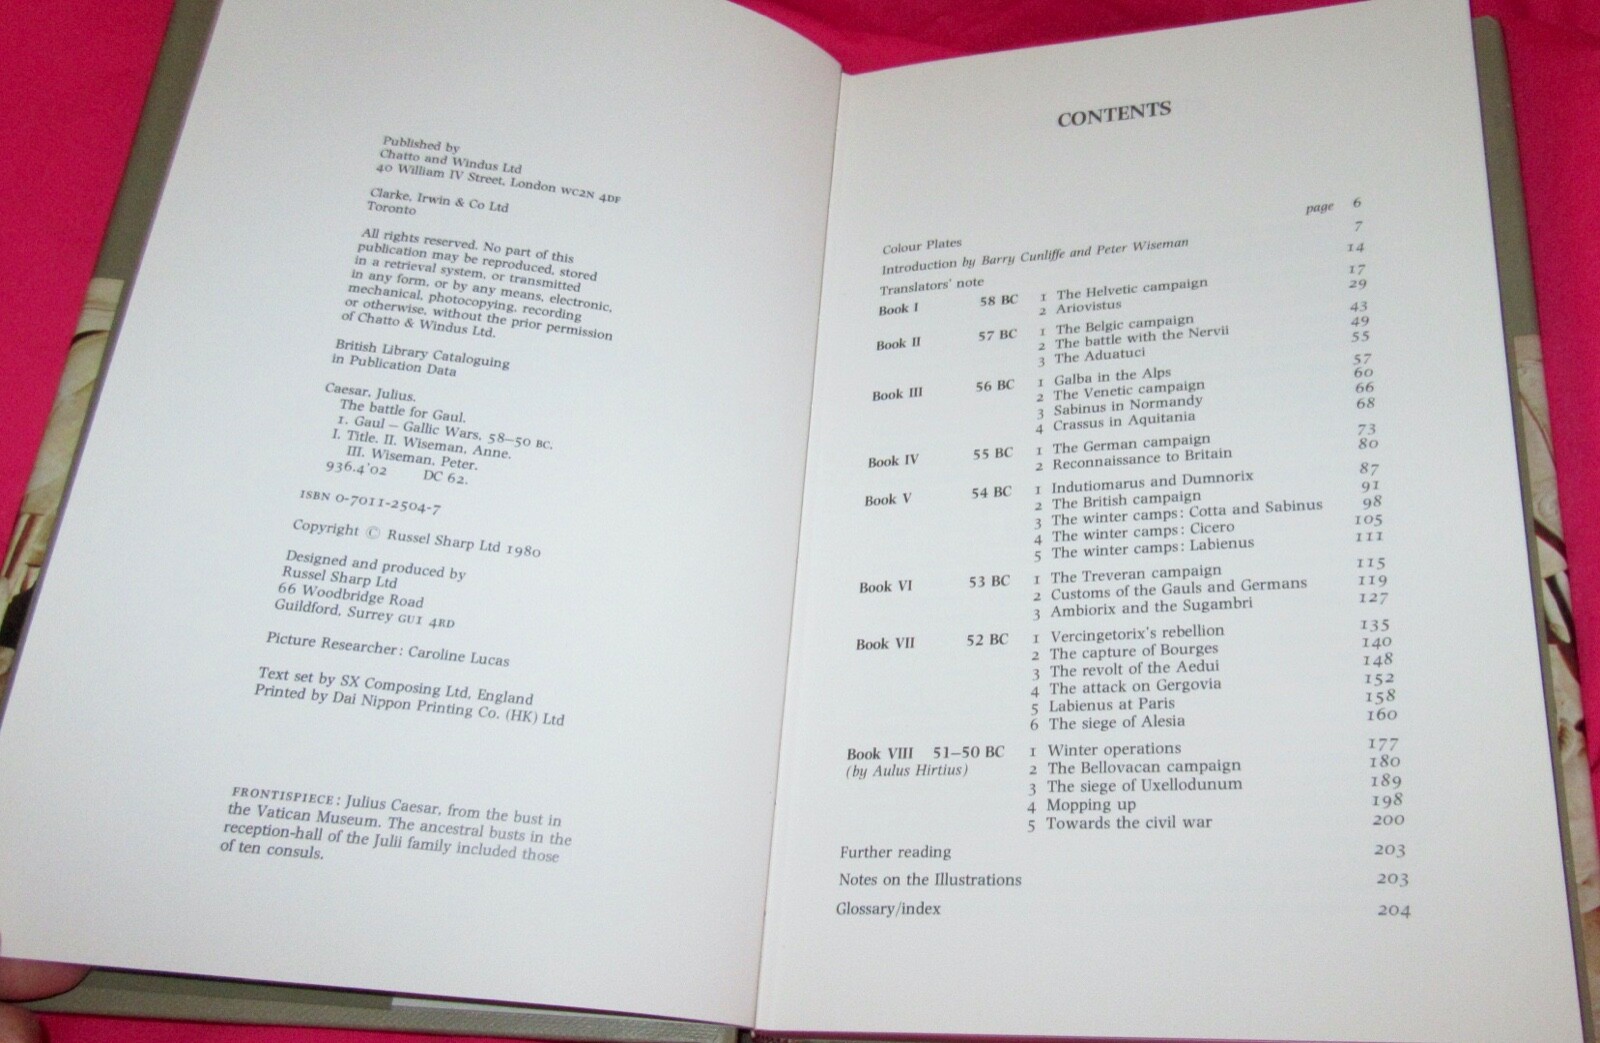 Published by
Chatto and Windus Ltd
40 William IV Street, London WC2N 4DF
Clarke, Irwin & Co Ltd
Toronto
All rights reserved. No part of this
publication may be reproduced, stored
in a retrieval system, or transmitted
in any form, or by any means, electronic,
mechanical, photocopying, recording
or otherwise, without the prior permission
of Chatto & Windus Ltd.
British Library Cataloguing
in Publication Data
Caesar, Julius.
The battle for Gaul.
1. Gaul – Gallic Wars, 58–50 BC.
I. Title. II. Wiseman, Anne.
III. Wiseman, Peter.
936.4'02 DC 62.
ISBN 0-7011-2504-7
Copyright © Russel Sharp Ltd 1980
Designed and produced by
Russel Sharp Ltd
66 Woodbridge Road
Guildford, Surrey GU1 4RD
Picture Researcher: Caroline Lucas
Text set by SX Composing Ltd, England
Printed by Dai Nippon Printing Co. (HK) Ltd
FRONTISPIECE: Julius Caesar, from the bust in
the Vatican Museum. The ancestral busts in the
reception-hall of the Julii family included those
of ten consuls.
CONTENTS
Colour Plates page 6
Introduction by Barry Cunliffe and Peter Wiseman 7
Translators' note 14
Book I 58 BC 1 The Helvetic campaign 17
2 Ariovistus 29
Book II 57 BC 1 The Belgic campaign 43
2 The battle with the Nervii 49
3 The Aduatuci 55
Book III 56 BC 1 Galba in the Alps 57
2 The Venetic campaign 60
3 Sabinus in Normandy 66
4 Crassus in Aquitania 68
Book IV 55 BC 1 The German campaign 73
2 Reconnaissance to Britain 80
Book V 54 BC 1 Indutiomarus and Dumnorix 87
2 The British campaign 91
3 The winter camps: Cotta and Sabinus 98
4 The winter camps: Cicero 105
5 The winter camps: Labienus 111
Book VI 53 BC 1 The Treveran campaign 115
2 Customs of the Gauls and Germans 119
3 Ambiorix and the Sugambri 127
Book VII 52 BC 1 Vercingetorix's rebellion 135
2 The capture of Bourges 140
3 The revolt of the Aedui 148
4 The attack on Gergovia 152
5 Labienus at Paris 158
6 The siege of Alesia 160
Book VIII 51–50 BC 1 Winter operations 177
(by Aulus Hirtius) 2 The Bellovacan campaign 180
3 The siege of Uxellodunum 189
4 Mopping up 198
5 Towards the civil war 200
Further reading 203
Notes on the Illustrations 203
Glossary/index 204